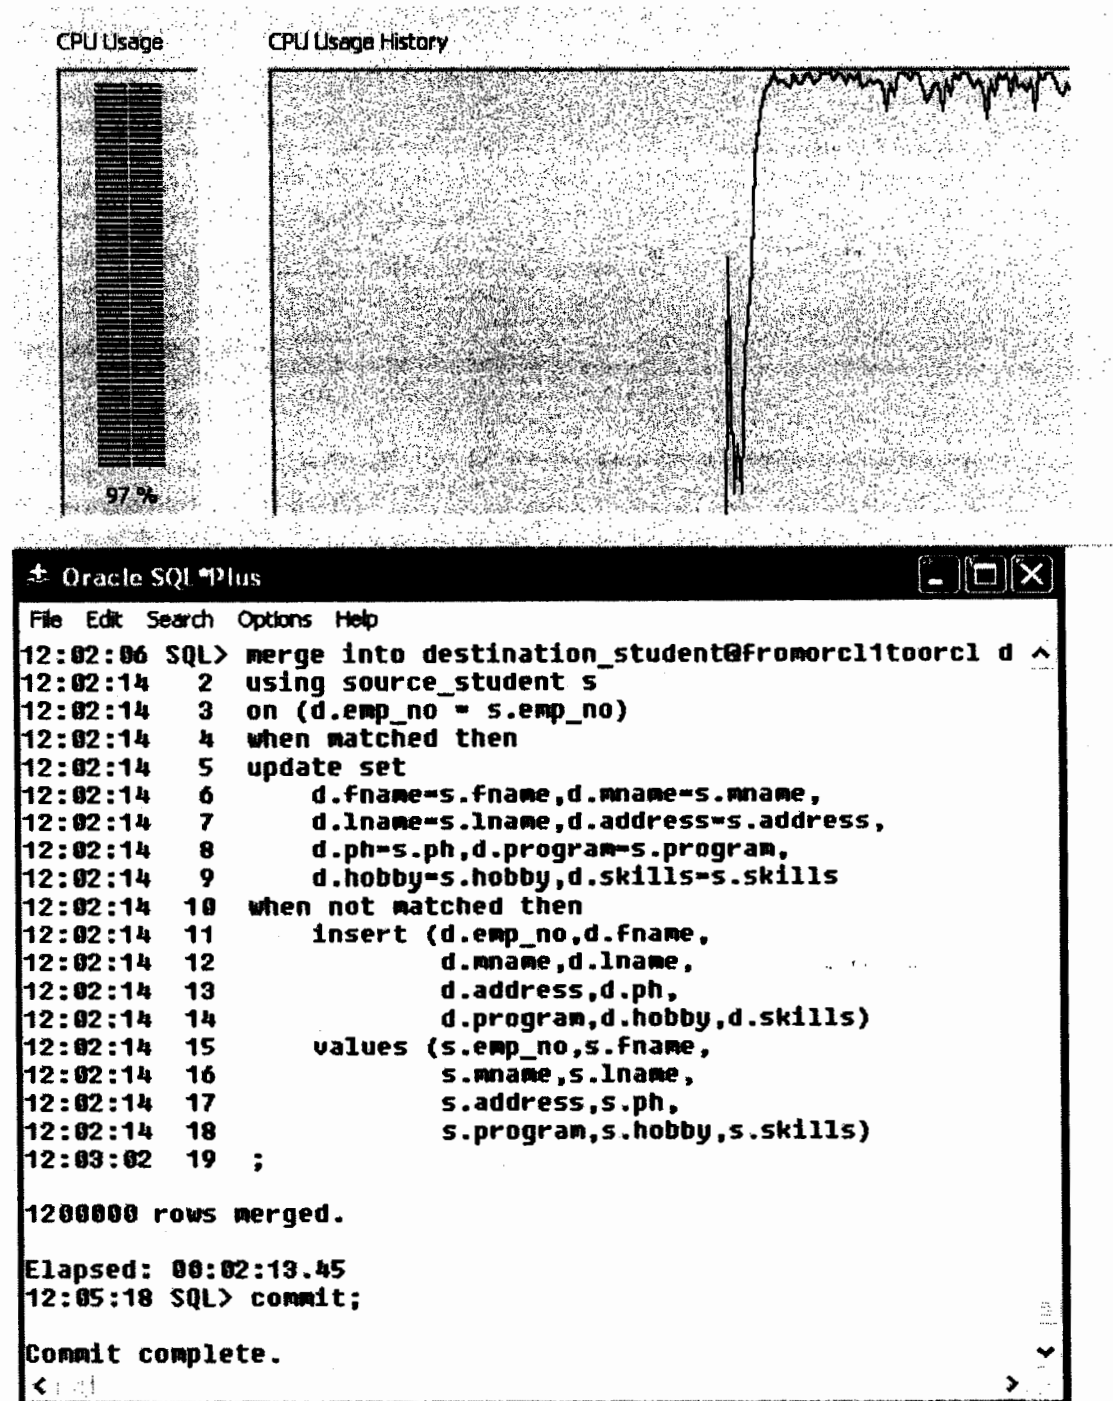 CPU Usage
CPU Usage History
97 %
Oracle SQL*Plus
File Edit Search Options Help
12:02:06 SQL> merge into destination_student@fromorcl1toorcl d
12:02:14 2 using source_student s
12:02:14 3 on (d.emp_no = s.emp_no)
12:02:14 4 when matched then
12:02:14 5 update set
12:02:14 6 d.fname=s.fname,d.mname=s.mname,
12:02:14 7 d.lname=s.lname,d.address=s.address,
12:02:14 8 d.ph=s.ph,d.program=s.program,
12:02:14 9 d.hobby=s.hobby,d.skills=s.skills
12:02:14 10 when not matched then
12:02:14 11 insert (d.emp_no,d.fname,
12:02:14 12 d.mname,d.lname,
12:02:14 13 d.address,d.ph,
12:02:14 14 d.program,d.hobby,d.skills)
12:02:14 15 values (s.emp_no,s.fname,
12:02:14 16 s.mname,s.lname,
12:02:14 17 s.address,s.ph,
12:02:14 18 s.program,s.hobby,s.skills)
12:03:02 19 ;
1200000 rows merged.
Elapsed: 00:02:13.45
12:05:18 SQL> commit;
Commit complete.